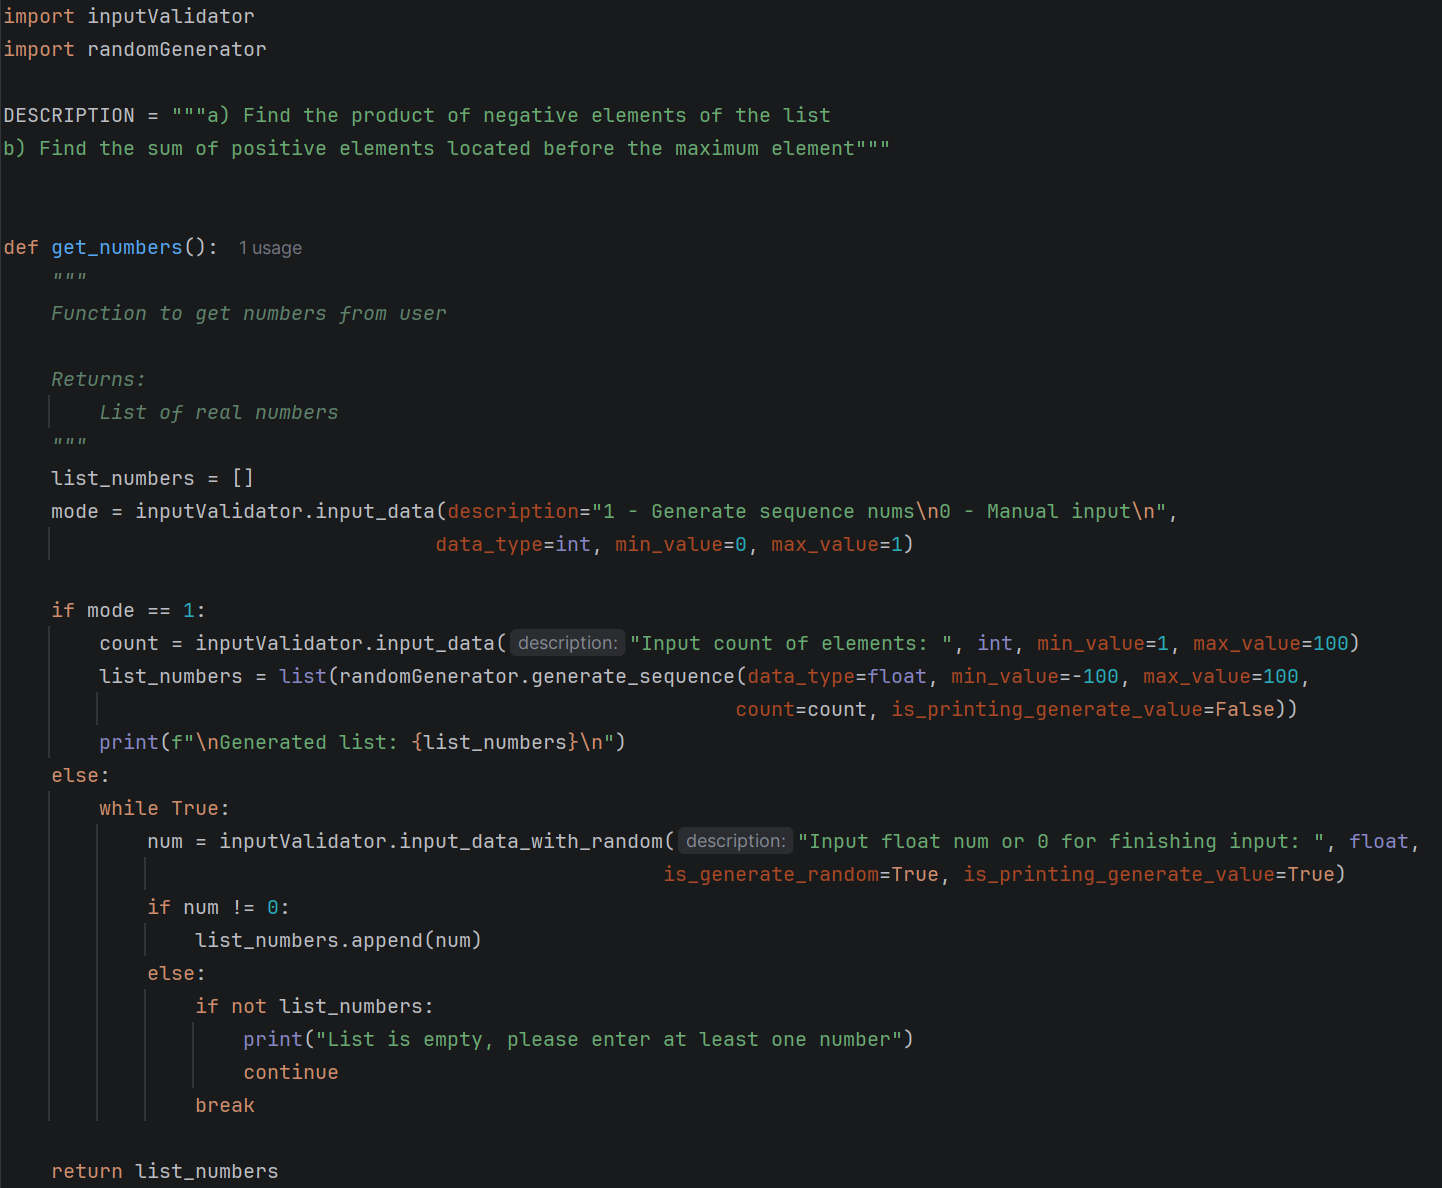 import inputValidator
import randomGenerator

DESCRIPTION = """a) Find the product of negative elements of the list
b) Find the sum of positive elements located before the maximum element"""


def get_numbers():  1 usage
    """
    Function to get numbers from user

    Returns:
        List of real numbers
    """
    list_numbers = []
    mode = inputValidator.input_data(description="1 - Generate sequence nums\n0 - Manual input\n",
                                    data_type=int, min_value=0, max_value=1)

    if mode == 1:
        count = inputValidator.input_data( description: "Input count of elements: ", int, min_value=1, max_value=100)
        list_numbers = list(randomGenerator.generate_sequence(data_type=float, min_value=-100, max_value=100,
                                                             count=count, is_printing_generate_value=False))
        print(f"\nGenerated list: {list_numbers}\n")
    else:
        while True:
            num = inputValidator.input_data_with_random( description: "Input float num or 0 for finishing input: ", float,
                                                       is_generate_random=True, is_printing_generate_value=True)
            if num != 0:
                list_numbers.append(num)
            else:
                if not list_numbers:
                    print("List is empty, please enter at least one number")
                    continue
                break

    return list_numbers